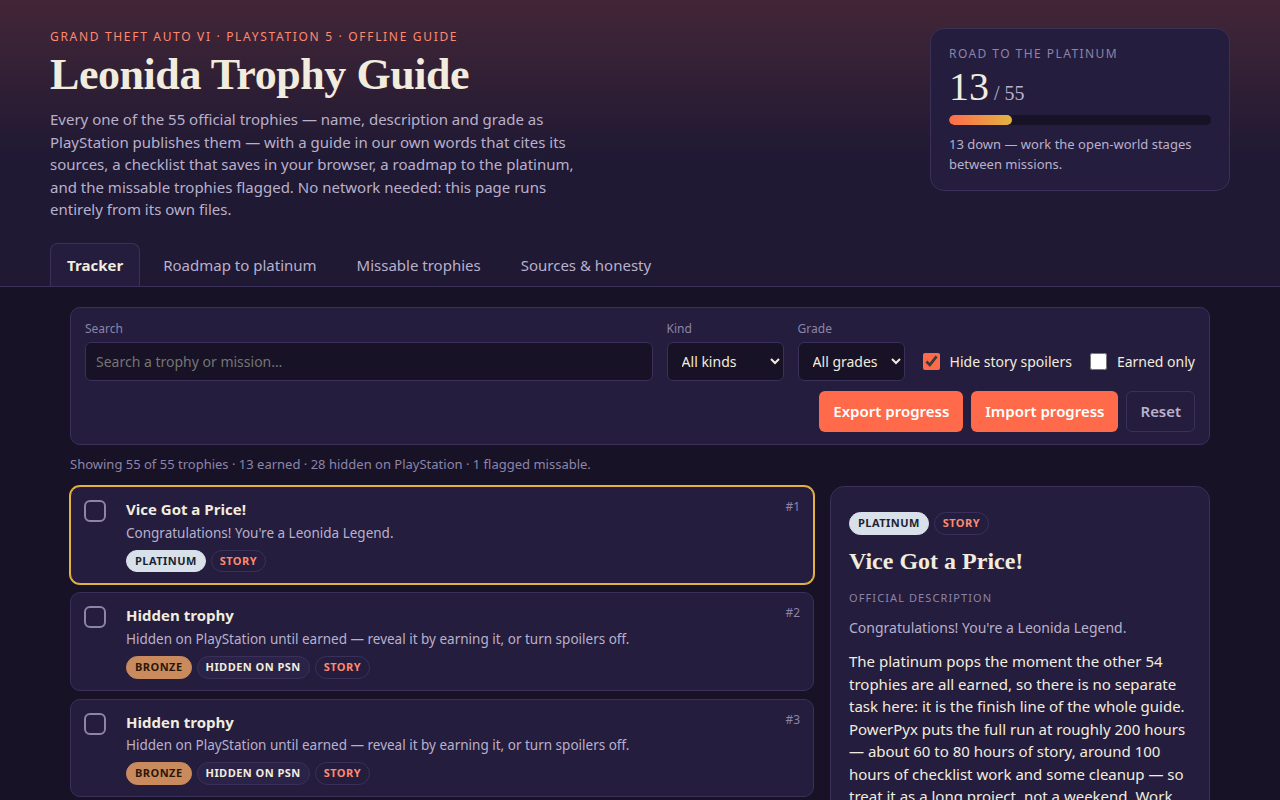 GRAND THEFT AUTO VI · PLAYSTATION 5 · OFFLINE GUIDE
Leonida Trophy Guide
Every one of the 55 official trophies — name, description and grade as
PlayStation publishes them — with a guide in our own words that cites its
sources, a checklist that saves in your browser, a roadmap to the platinum,
and the missable trophies flagged. No network needed: this page runs
entirely from its own files.
ROAD TO THE PLATINUM
13 / 55
13 down — work the open-world stages
between missions.
Tracker
Roadmap to platinum
Missable trophies
Sources & honesty
Search
Kind
Grade
Search a trophy or mission...
All kinds
All grades
Hide story spoilers
Earned only
Export progress
Import progress
Reset
Showing 55 of 55 trophies · 13 earned · 28 hidden on PlayStation · 1 flagged missable.
Vice Got a Price!
#1
Congratulations! You're a Leonida Legend.
PLATINUM
STORY
Hidden trophy
#2
Hidden on PlayStation until earned — reveal it by earning it, or turn spoilers off.
BRONZE
HIDDEN ON PSN
STORY
Hidden trophy
#3
Hidden on PlayStation until earned — reveal it by earning it, or turn spoilers off.
BRONZE
HIDDEN ON PSN
STORY
PLATINUM
STORY
Vice Got a Price!
OFFICIAL DESCRIPTION
Congratulations! You're a Leonida Legend.
The platinum pops the moment the other 54
trophies are all earned, so there is no separate
task here: it is the finish line of the whole guide.
PowerPyx puts the full run at roughly 200 hours
— about 60 to 80 hours of story, around 100
hours of checklist work and some cleanup — so
treat it as a long project, not a weekend. Work